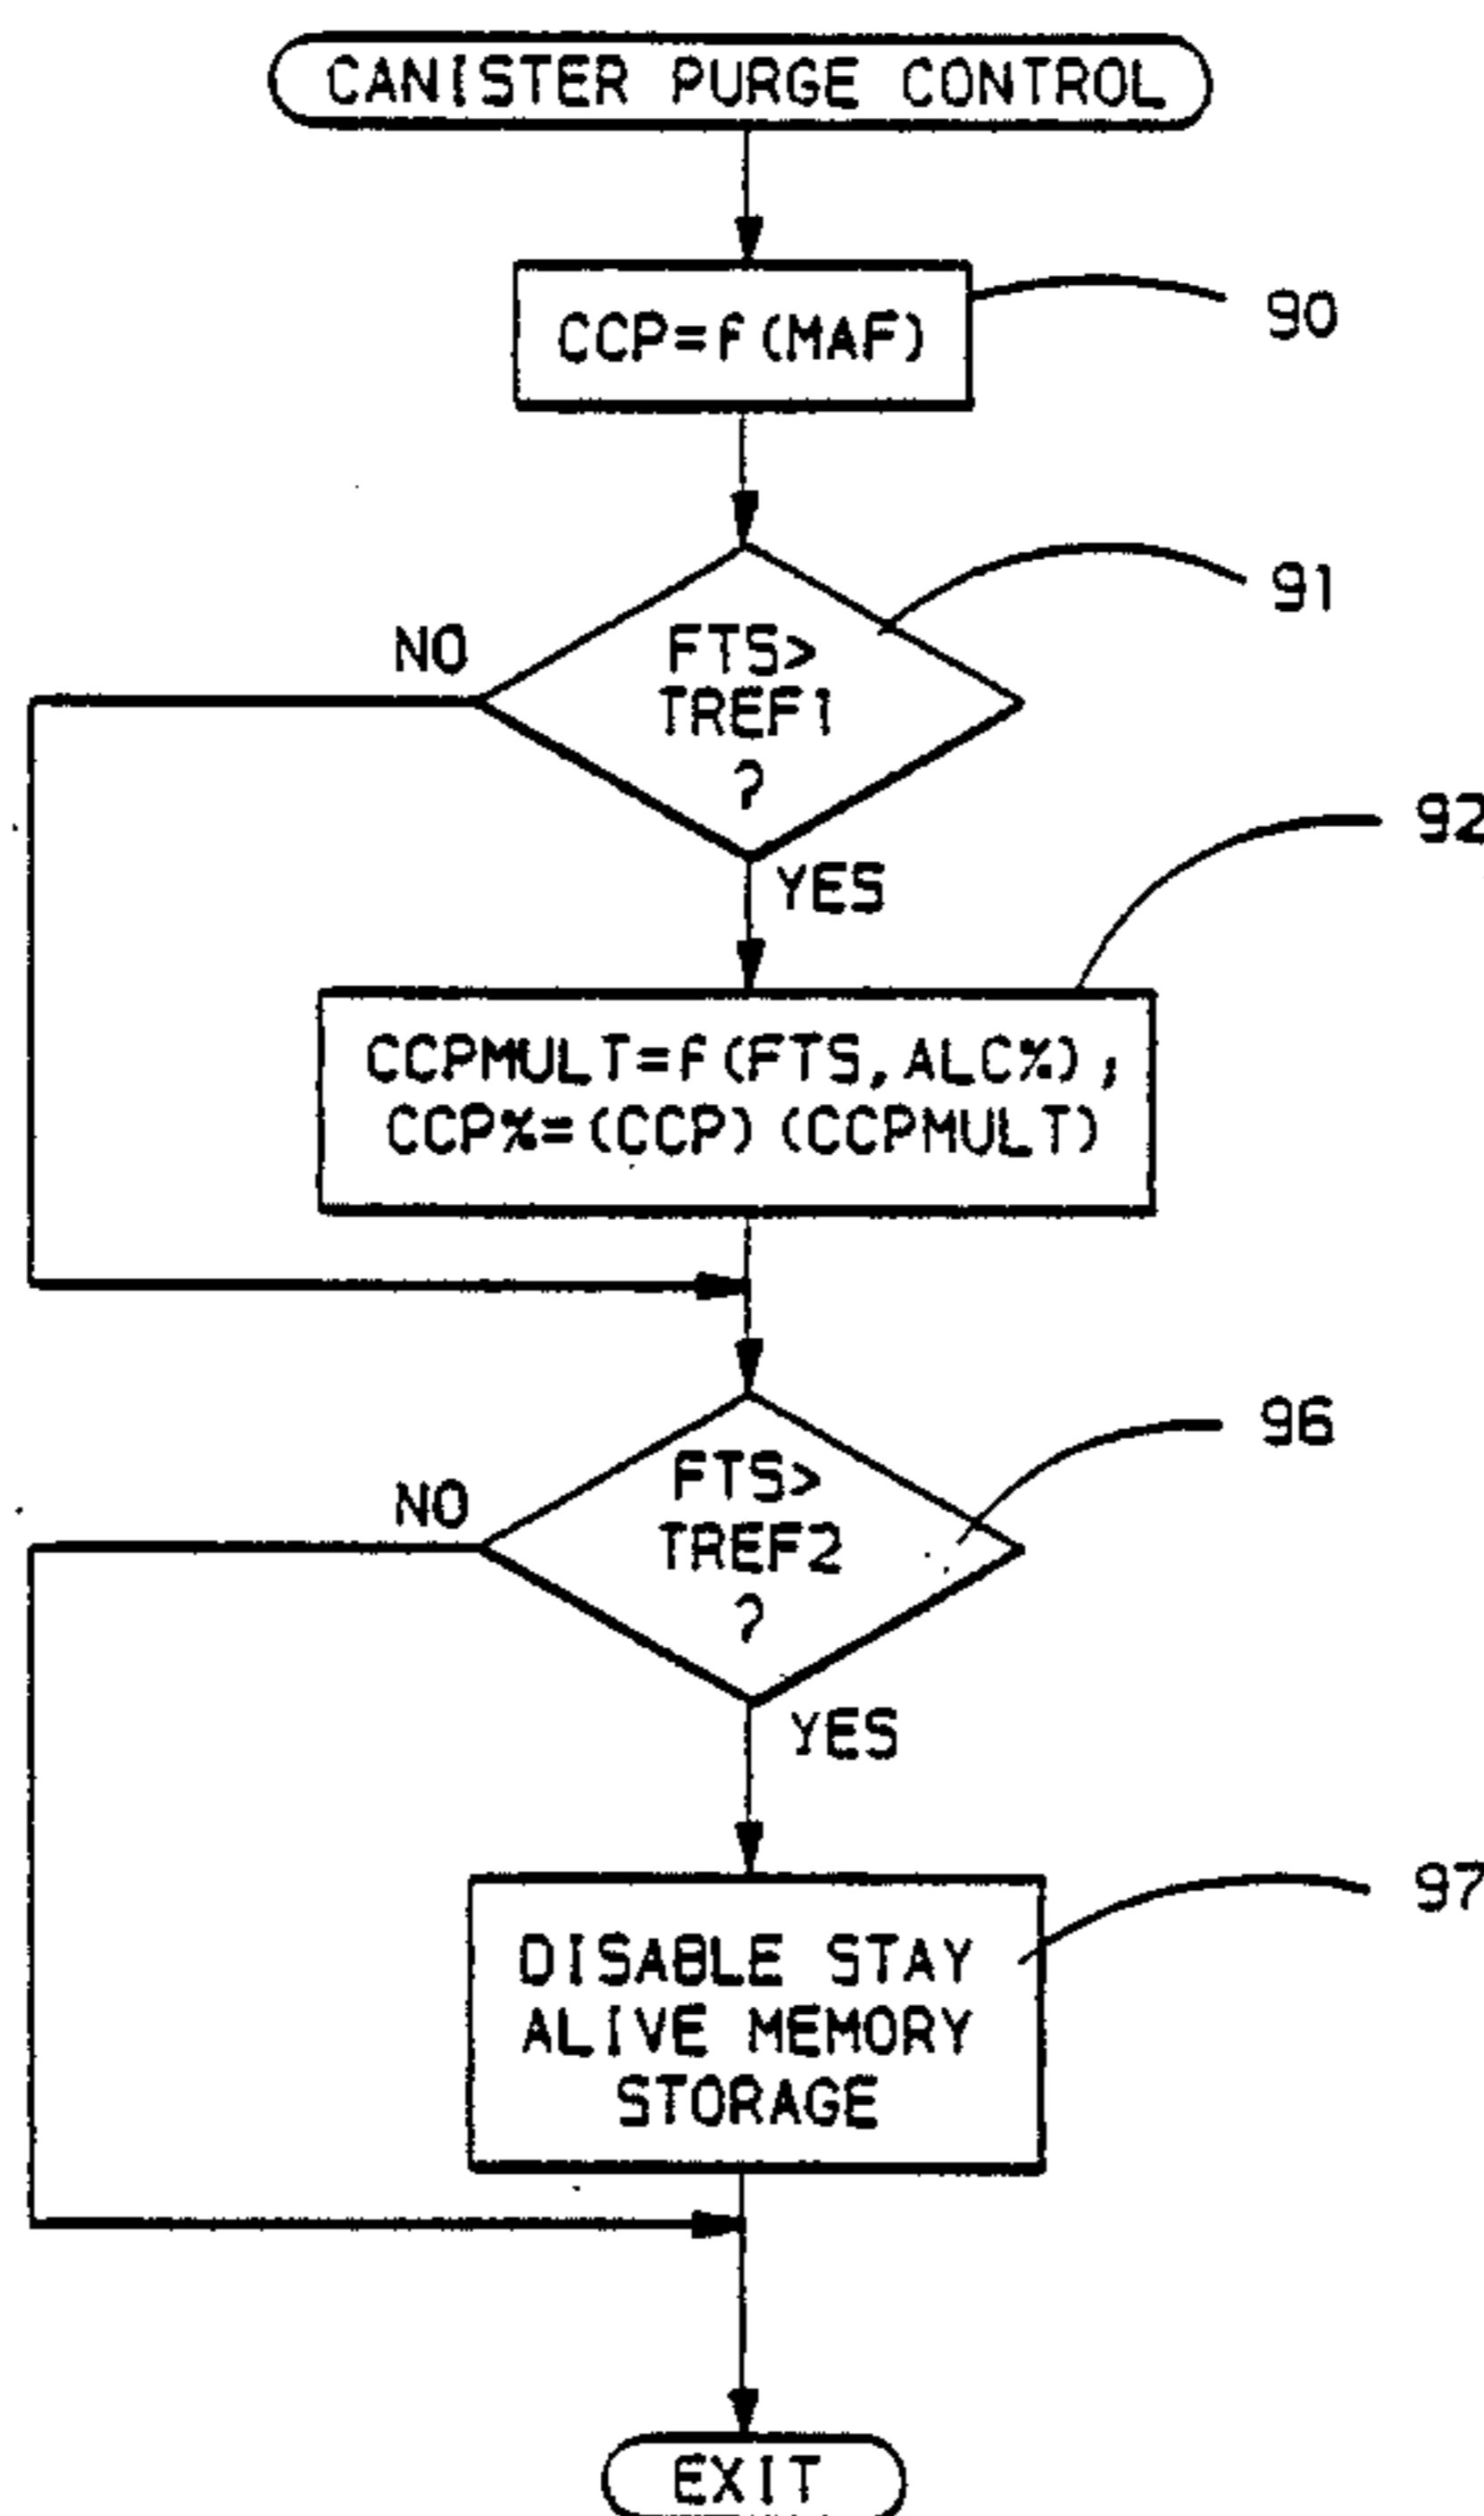 CANISTER PURGE CONTROL
CCP=f(MAF)
90
FTS>
TREF1
?
91
NO
YES
92
CCPMULT=f(FTS,ALC%);
CCP%=(CCP)(CCPMULT)
FTS>
TREF2
?
96
NO
YES
97
DISABLE STAY
ALIVE MEMORY
STORAGE
EXIT